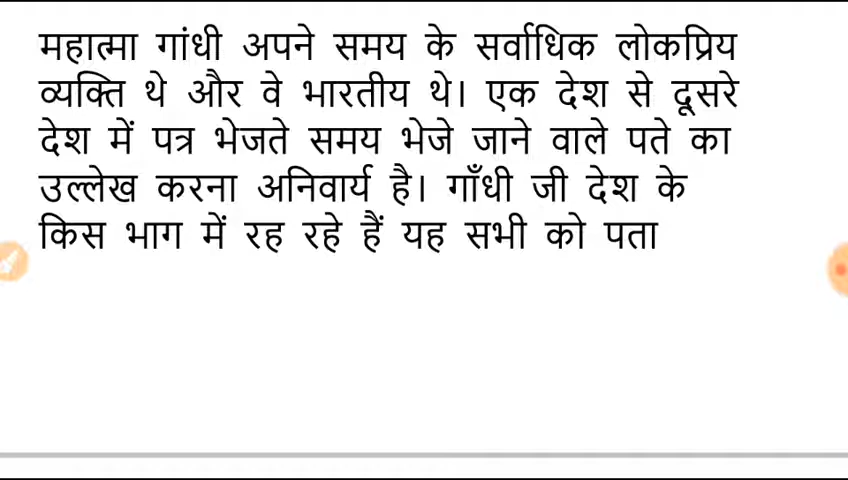 महात्मा गांधी अपने समय के सर्वाधिक लोकप्रिय
व्यक्ति थे और वे भारतीय थे। एक देश से दूसरे
देश में पत्र भेजते समय भेजे जाने वाले पते का
उल्लेख करना अनिवार्य है। गाँधी जी देश के
किस भाग में रह रहे हैं यह सभी को पता